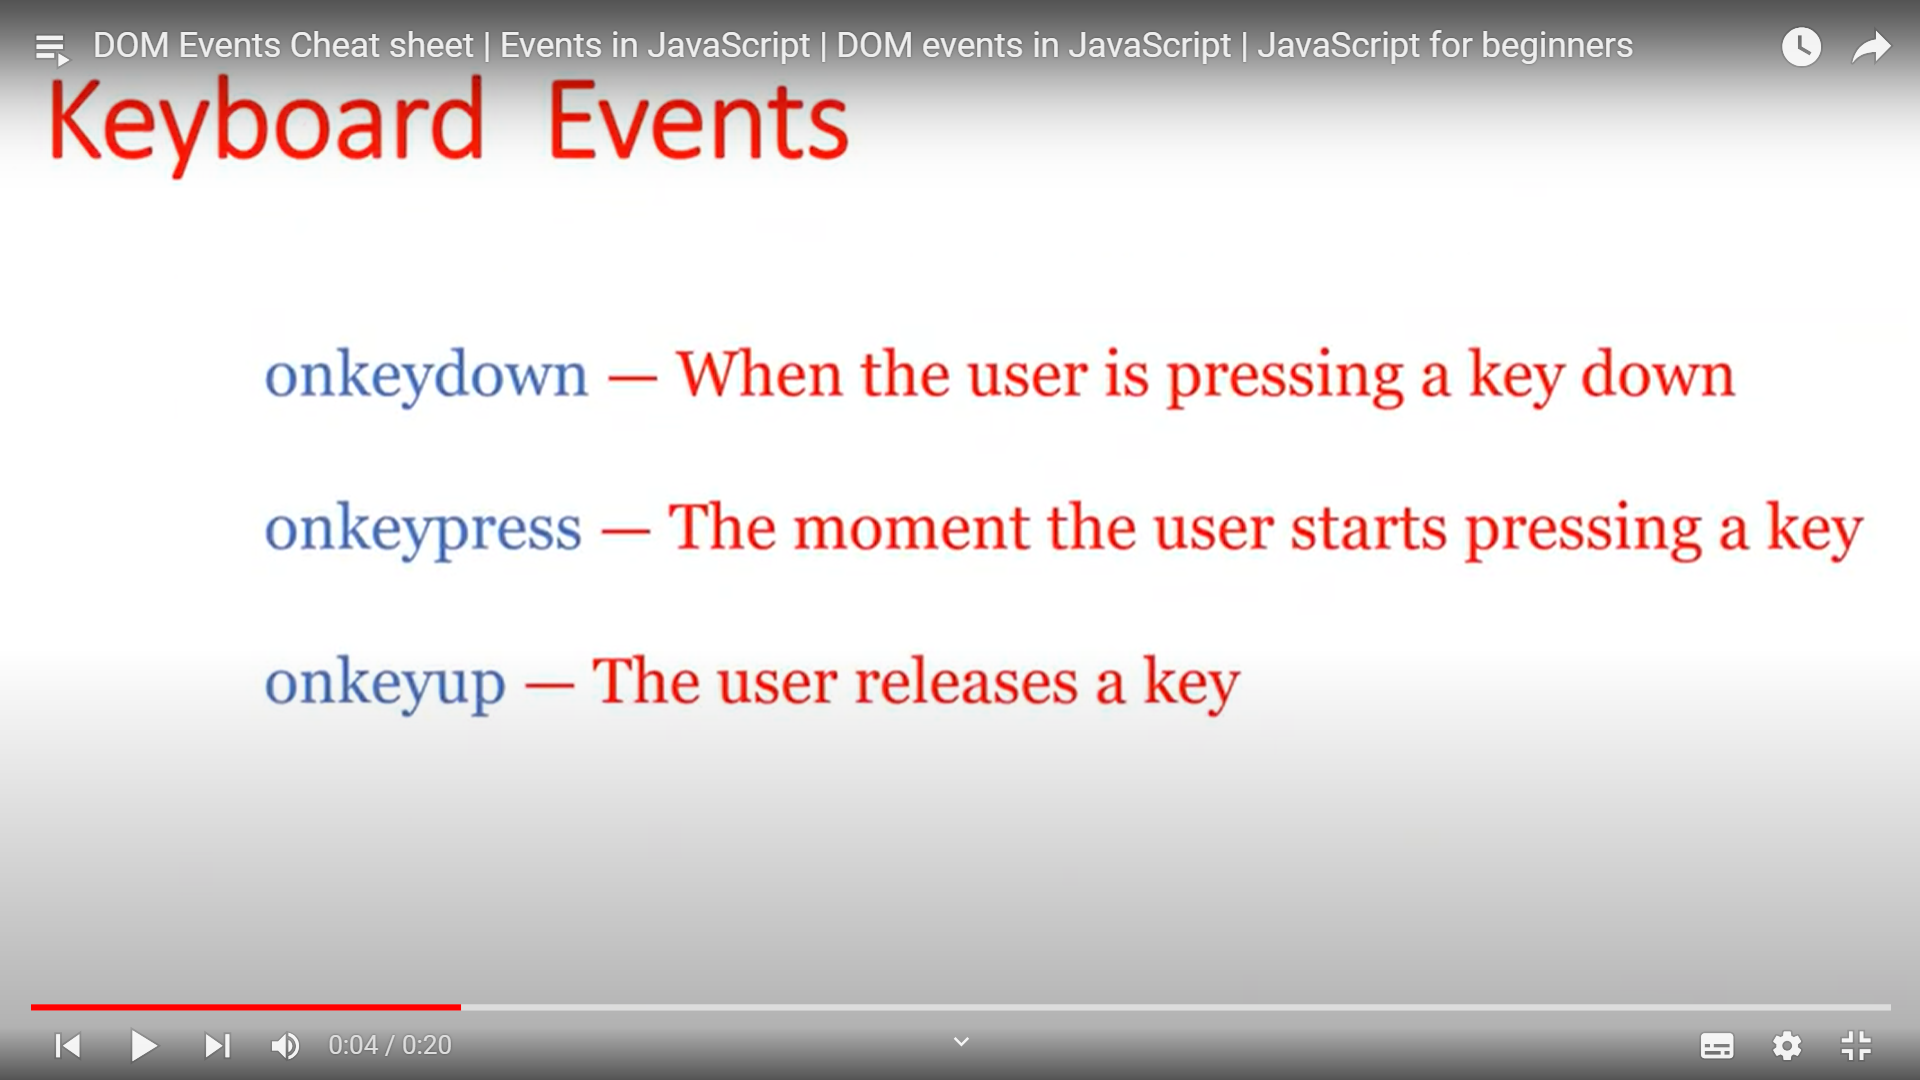 DOM Events Cheat sheet | Events in JavaScript | DOM events in JavaScript | JavaScript for beginners
Keyboard Events
onkeydown — When the user is pressing a key down
onkeypress — The moment the user starts pressing a key
onkeyup — The user releases a key
0:04 / 0:20